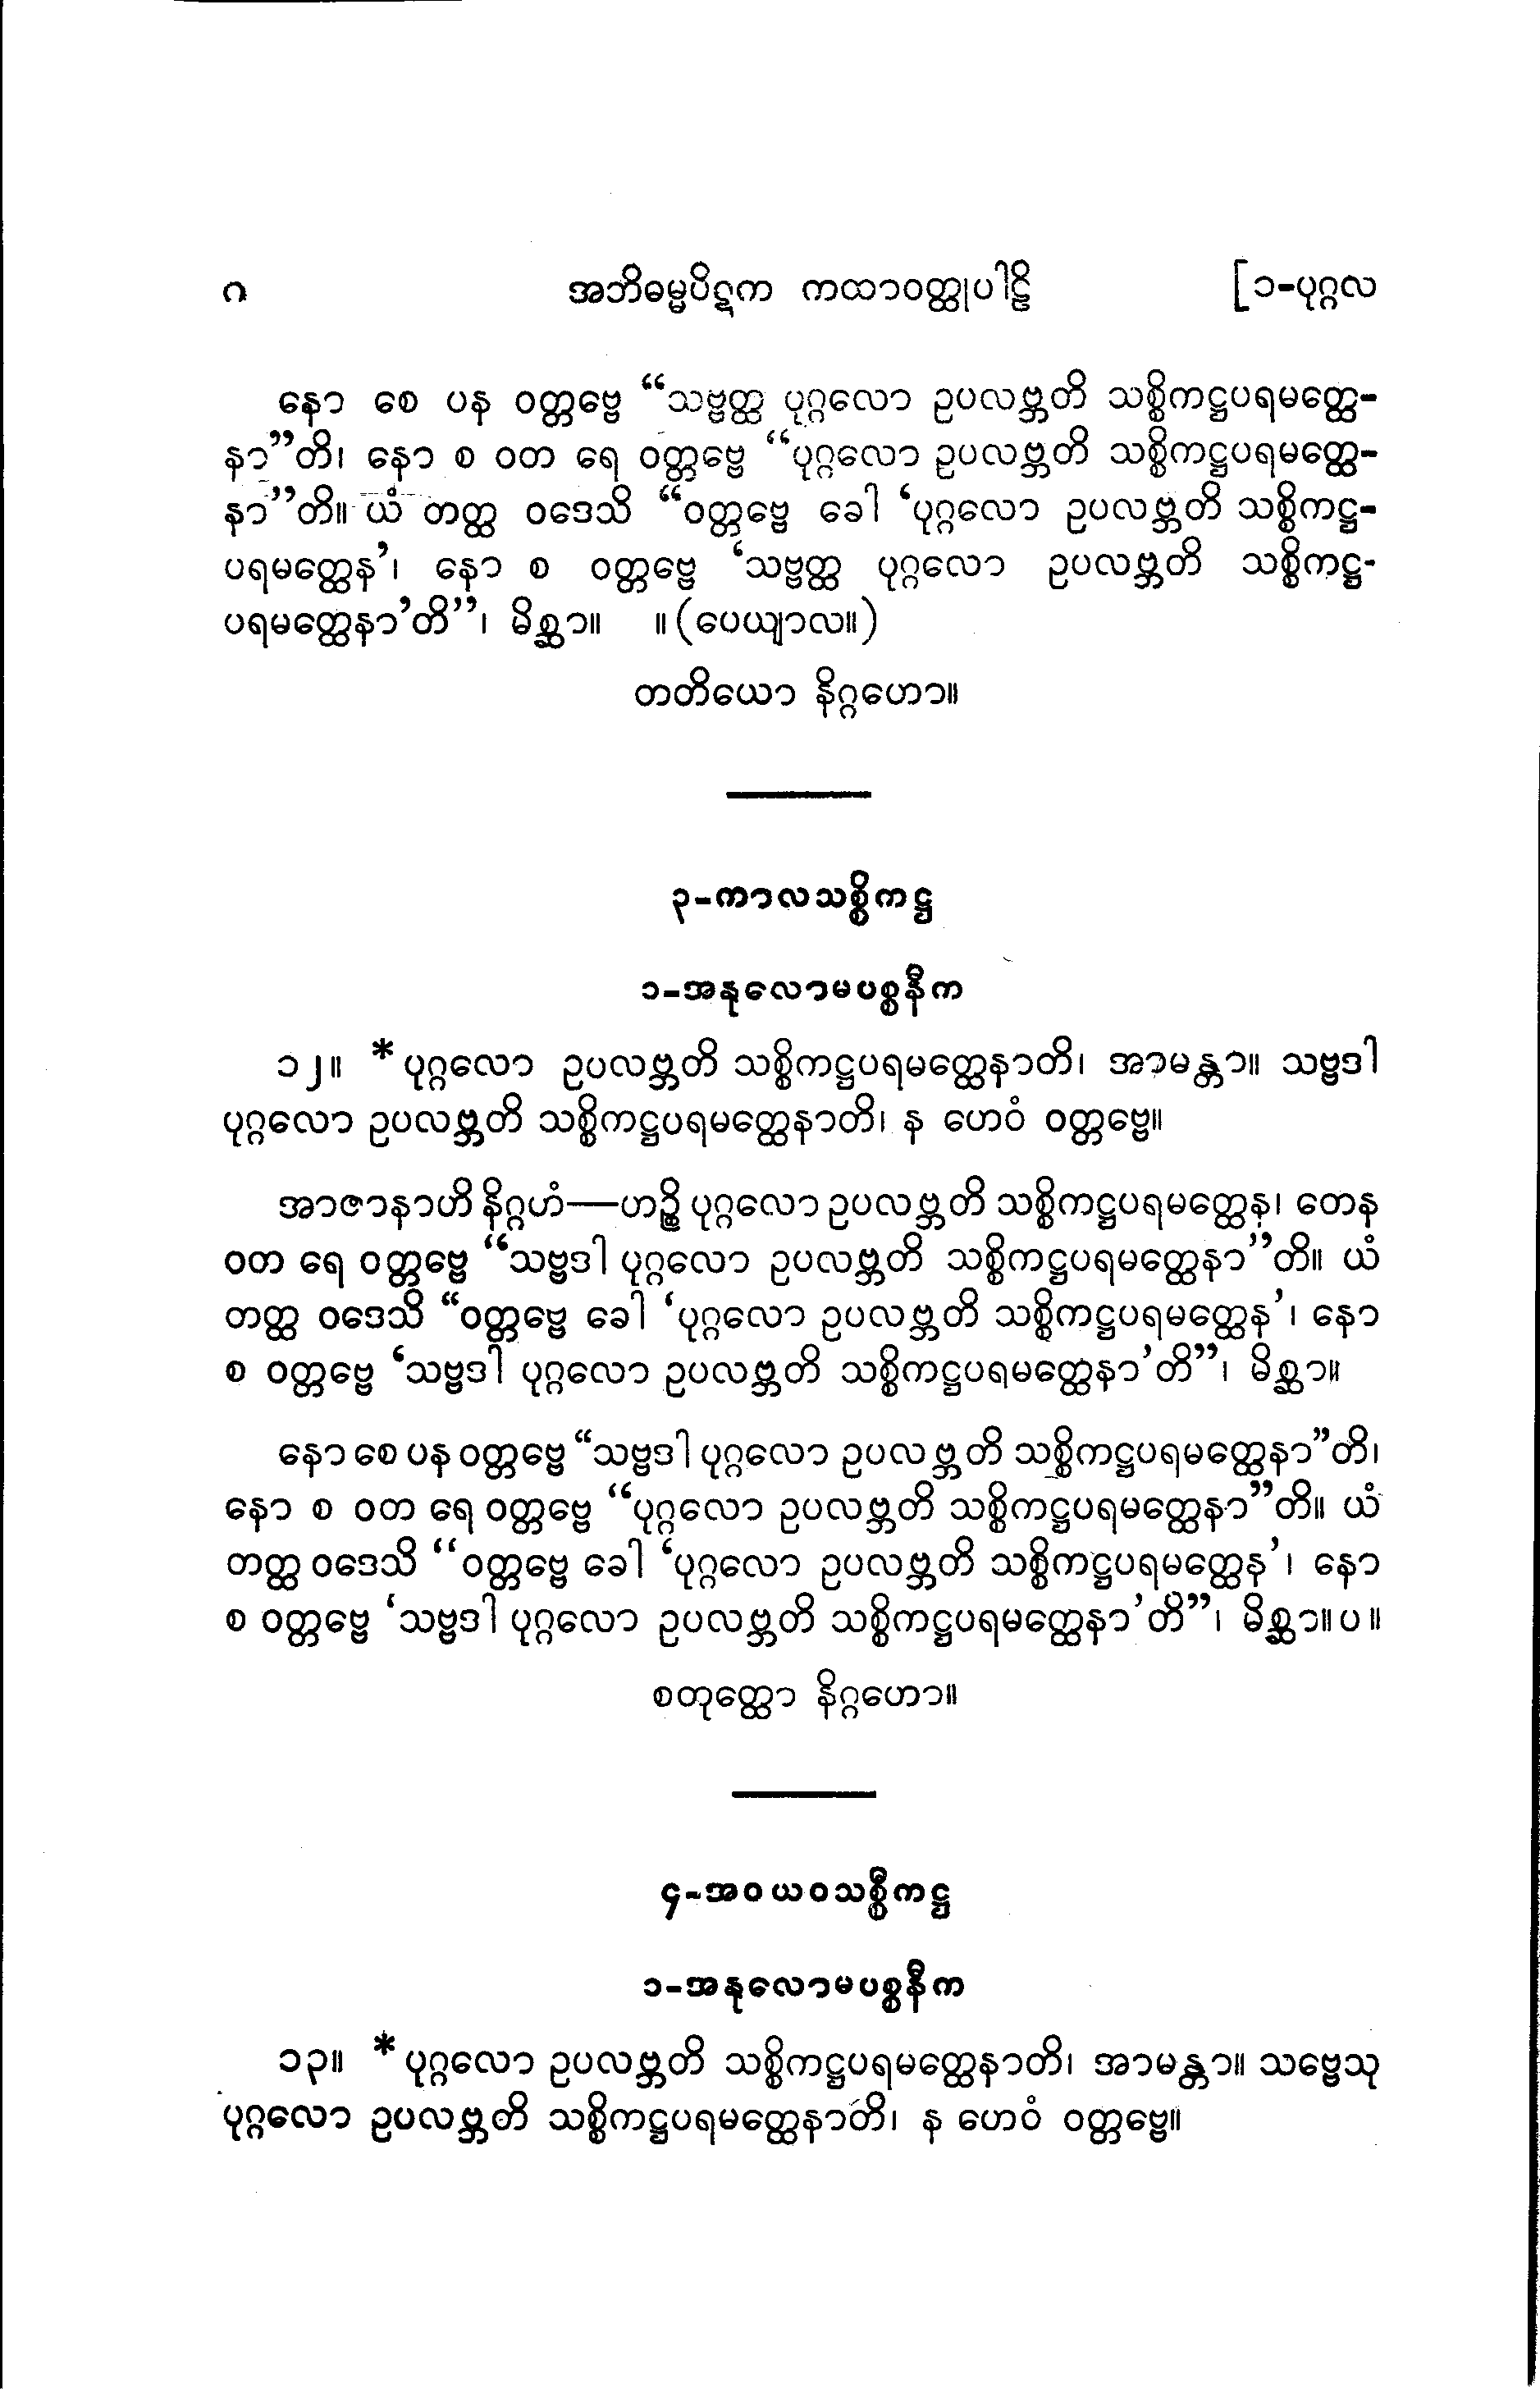 ၈ အဘိဓမ္မပိဋက ကထာဝတ္ထုပါဠိ [၁-ပုဂ္ဂလ
နော စေ ပန ဝတ္တဗ္ဗေ “သဗ္ဗတ္ထ ပုဂ္ဂလော ဥပလဗ္ဘတိ သစ္စိကဋ္ဌပရမတ္ထေ-
နာ”တိ၊ နော စ ဝတ ရေ ဝတ္တဗ္ဗေ “ပုဂ္ဂလော ဥပလဗ္ဘတိ သစ္စိကဋ္ဌပရမတ္ထေ-
နာ”တိ။ ယံ တတ္ထ ဝဒေသိ “ဝတ္တဗ္ဗေ ခေါ ‘ပုဂ္ဂလော ဥပလဗ္ဘတိ သစ္စိကဋ္ဌ-
ပရမတ္ထေန’၊ နော စ ဝတ္တဗ္ဗေ ‘သဗ္ဗတ္ထ ပုဂ္ဂလော ဥပလဗ္ဘတိ သစ္စိကဋ္ဌ-
ပရမတ္ထေနာ’တိ”၊ မိစ္ဆာ။ ။(ပေယျာလ။)
တတိယော နိဂ္ဂဟော။
၃-ကာလသစ္စိကဋ္ဌ
၁-အနုလောမပစ္စနီက
၁၂။ *ပုဂ္ဂလော ဥပလဗ္ဘတိ သစ္စိကဋ္ဌပရမတ္ထေနာတိ၊ အာမန္တာ။ သဗ္ဗဒါ
ပုဂ္ဂလော ဥပလဗ္ဘတိ သစ္စိကဋ္ဌပရမတ္ထေနာတိ၊ န ဟေဝံ ဝတ္တဗ္ဗေ။
အာဇာနာဟိ နိဂ္ဂဟံ—ဟဉ္စိ ပုဂ္ဂလော ဥပလဗ္ဘတိ သစ္စိကဋ္ဌပရမတ္ထေန၊ တေန
ဝတ ရေ ဝတ္တဗ္ဗေ “သဗ္ဗဒါ ပုဂ္ဂလော ဥပလဗ္ဘတိ သစ္စိကဋ္ဌပရမတ္ထေနာ”တိ။ ယံ
တတ္ထ ဝဒေသိ “ဝတ္တဗ္ဗေ ခေါ ‘ပုဂ္ဂလော ဥပလဗ္ဘတိ သစ္စိကဋ္ဌပရမတ္ထေန’၊ နော
စ ဝတ္တဗ္ဗေ ‘သဗ္ဗဒါ ပုဂ္ဂလော ဥပလဗ္ဘတိ သစ္စိကဋ္ဌပရမတ္ထေနာ’တိ”၊ မိစ္ဆာ။
နော စေ ပန ဝတ္တဗ္ဗေ “သဗ္ဗဒါ ပုဂ္ဂလော ဥပလဗ္ဘတိ သစ္စိကဋ္ဌပရမတ္ထေနာ”တိ၊
နော စ ဝတ ရေ ဝတ္တဗ္ဗေ “ပုဂ္ဂလော ဥပလဗ္ဘတိ သစ္စိကဋ္ဌပရမတ္ထေနာ”တိ။ ယံ
တတ္ထ ဝဒေသိ “ဝတ္တဗ္ဗေ ခေါ ‘ပုဂ္ဂလော ဥပလဗ္ဘတိ သစ္စိကဋ္ဌပရမတ္ထေန’၊ နော
စ ဝတ္တဗ္ဗေ ‘သဗ္ဗဒါ ပုဂ္ဂလော ဥပလဗ္ဘတိ သစ္စိကဋ္ဌပရမတ္ထေနာ’တိ”၊ မိစ္ဆာ။ပ။
စတုတ္ထော နိဂ္ဂဟော။
၄-အဝယဝသစ္စိကဋ္ဌ
၁-အနုလောမပစ္စနီက
၁၃။ *ပုဂ္ဂလော ဥပလဗ္ဘတိ သစ္စိကဋ္ဌပရမတ္ထေနာတိ၊ အာမန္တာ။ သဗ္ဗေသု
ပုဂ္ဂလော ဥပလဗ္ဘတိ သစ္စိကဋ္ဌပရမတ္ထေနာတိ၊ န ဟေဝံ ဝတ္တဗ္ဗေ။